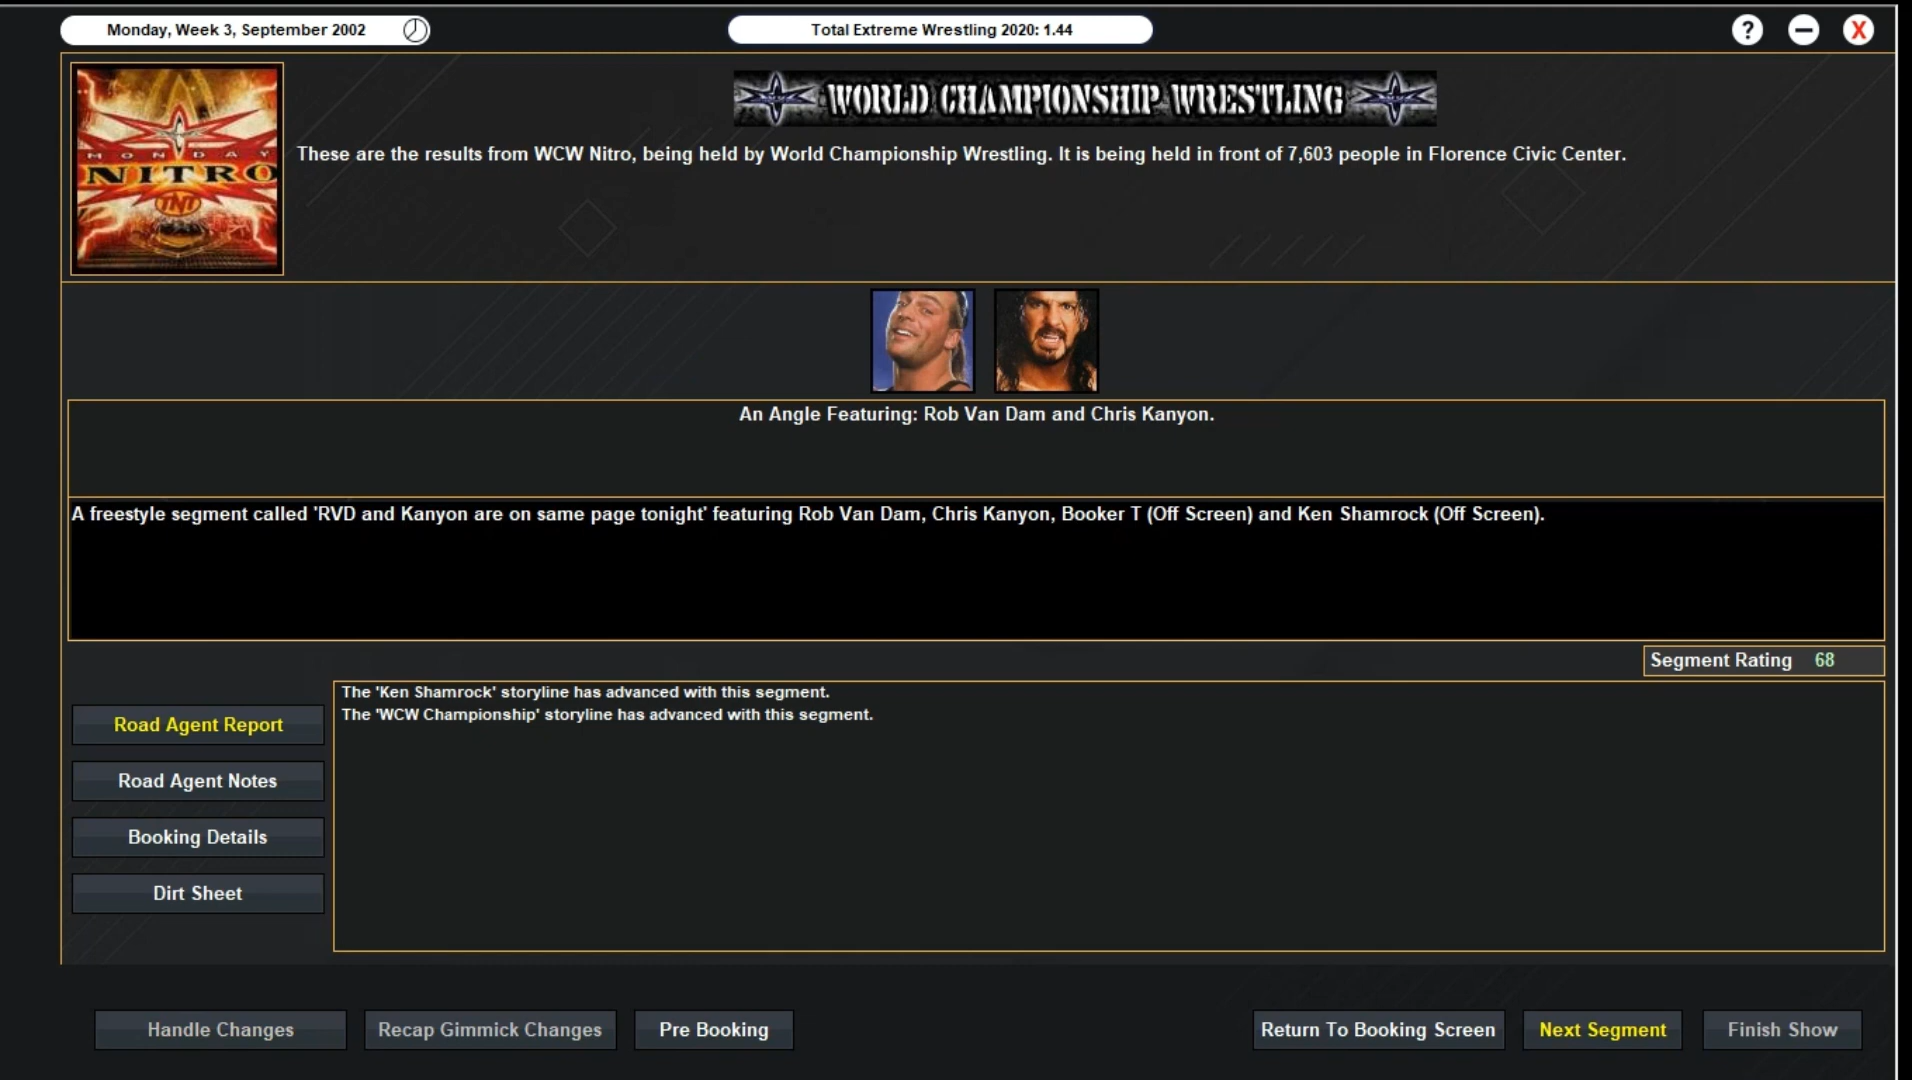 Monday, Week 3, September 2002
Total Extreme Wrestling 2020: 1.44
?
X
MONDAY
NITRO
TNT
WORLD CHAMPIONSHIP WRESTLING
These are the results from WCW Nitro, being held by World Championship Wrestling. It is being held in front of 7,603 people in Florence Civic Center.
An Angle Featuring: Rob Van Dam and Chris Kanyon.
A freestyle segment called 'RVD and Kanyon are on same page tonight' featuring Rob Van Dam, Chris Kanyon, Booker T (Off Screen) and Ken Shamrock (Off Screen).
Segment Rating 68
The 'Ken Shamrock' storyline has advanced with this segment.
The 'WCW Championship' storyline has advanced with this segment.
Road Agent Report
Road Agent Notes
Booking Details
Dirt Sheet
Handle Changes
Recap Gimmick Changes
Pre Booking
Return To Booking Screen
Next Segment
Finish Show